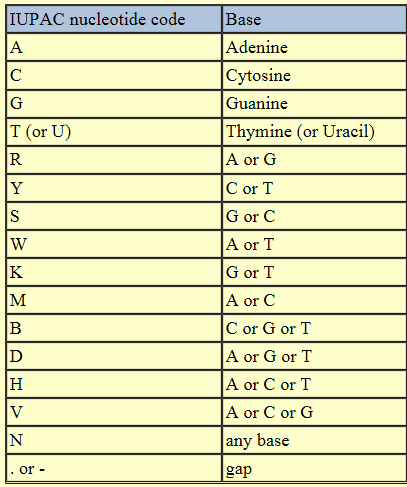 IUPAC nucleotide code Base
A Adenine
C Cytosine
G Guanine
T (or U) Thymine (or Uracil)
R A or G
Y C or T
S G or C
W A or T
K G or T
M A or C
B C or G or T
D A or G or T
H A or C or T
V A or C or G
N any base
. or - gap